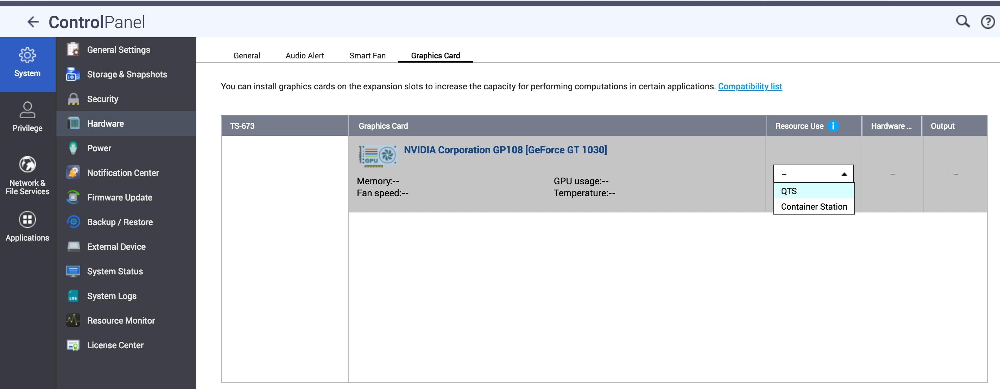 ControlPanel
System
Privilege
Network &
File Services
Applications
General Settings
Storage & Snapshots
Security
Hardware
Power
Notification Center
Firmware Update
Backup / Restore
External Device
System Status
LOG
System Logs
Resource Monitor
License Center
General
Audio Alert
Smart Fan
Graphics Card
You can install graphics cards on the expansion slots to increase the capacity for performing computations in certain applications. Compatibility list
TS-673
Graphics Card
Resource Use i
Hardware ...
Output
GPU
NVIDIA Corporation GP108 [GeForce GT 1030]
Memory:--
GPU usage:--
Fan speed:--
Temperature:--
--
QTS
Container Station
--
--